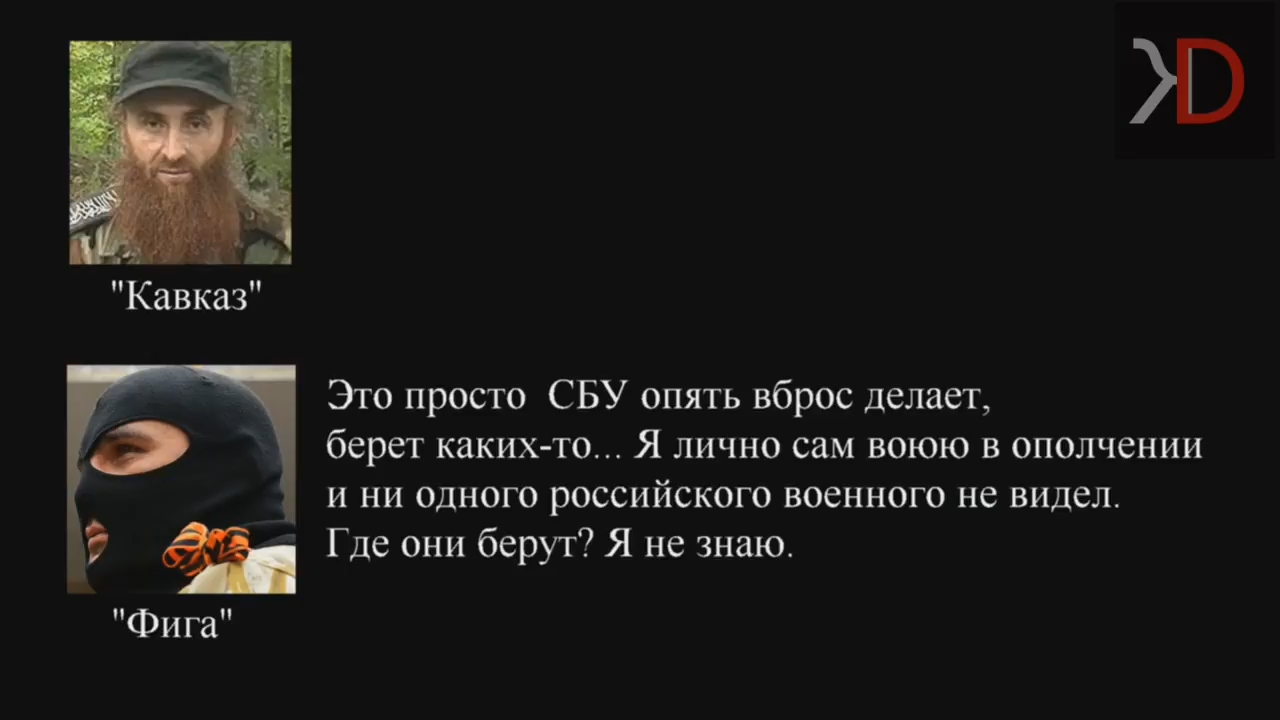 "Кавказ"
Это просто СБУ опять вброс делает,
берет каких-то... Я лично сам воюю в ополчении
и ни одного российского военного не видел.
Где они берут? Я не знаю.
"Фига"